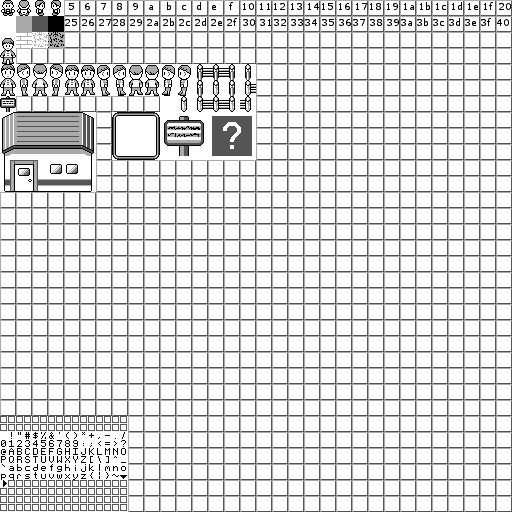 5 6 7 8 9 a b c d e f 10 11 12 13 14 15 16 17 18 19 1a 1b 1c 1d 1e 1f 20
25 26 27 28 29 2a 2b 2c 2d 2e 2f 30 31 32 33 34 35 36 37 38 39 3a 3b 3c 3d 3e 3f 40
?
!"#$%&'()*+,-./
0123456789:;<=>?
@ABCDEFGHIJKLMNO
PQRSTUVWXYZ[\]^_
`abcdefghijklmno
pqrstuvwxyz{|}~